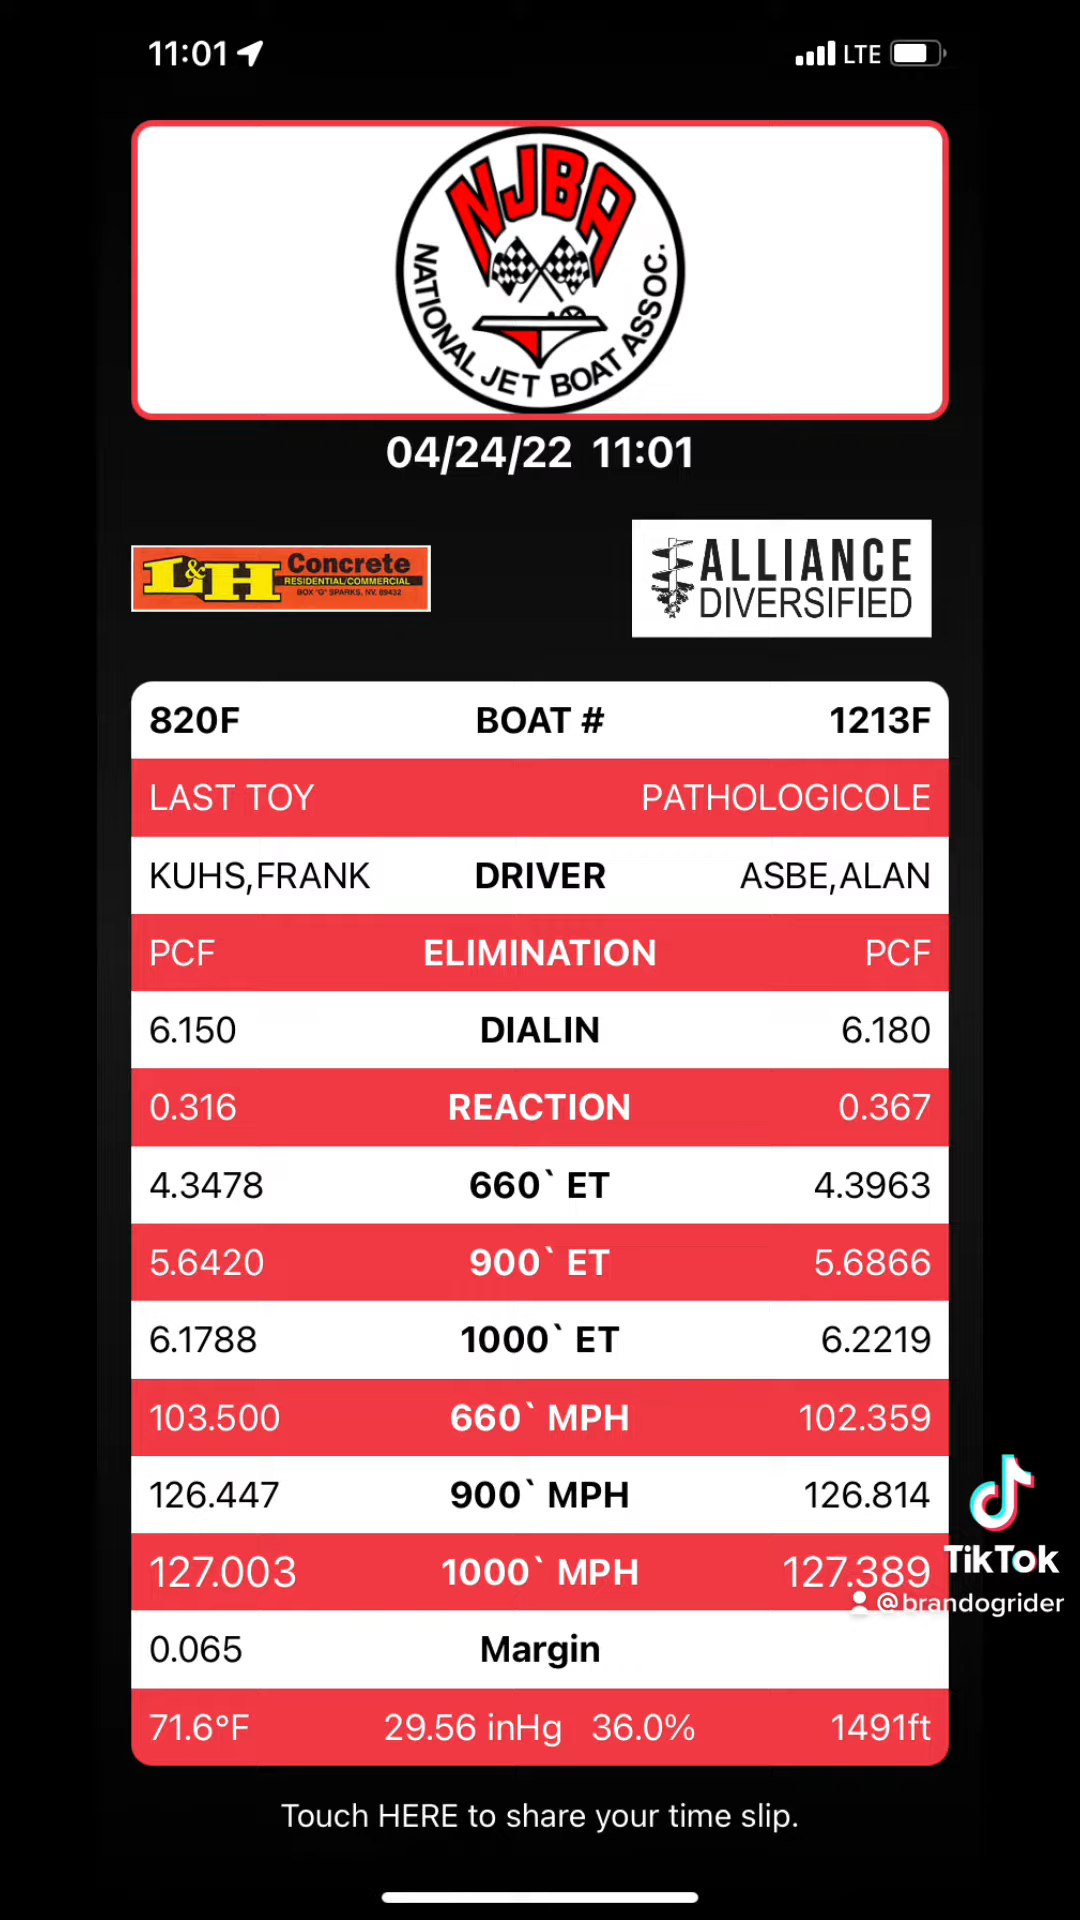 11:01 LTE
NJBA
NATIONAL JET BOAT ASSOC.
04/24/22 11:01
L&H Concrete
RESIDENTIAL/COMMERCIAL
BOX "G" SPARKS, NV. 89432
ALLIANCE
DIVERSIFIED
820F BOAT # 1213F
LAST TOY PATHOLOGICOLE
KUHS,FRANK DRIVER ASBE,ALAN
PCF ELIMINATION PCF
6.150 DIALIN 6.180
0.316 REACTION 0.367
4.3478 660` ET 4.3963
5.6420 900` ET 5.6866
6.1788 1000` ET 6.2219
103.500 660` MPH 102.359
126.447 900` MPH 126.814
127.003 1000` MPH 127.389
TikTok
@brandogrider
0.065 Margin
71.6°F 29.56 inHg 36.0% 1491ft
Touch HERE to share your time slip.